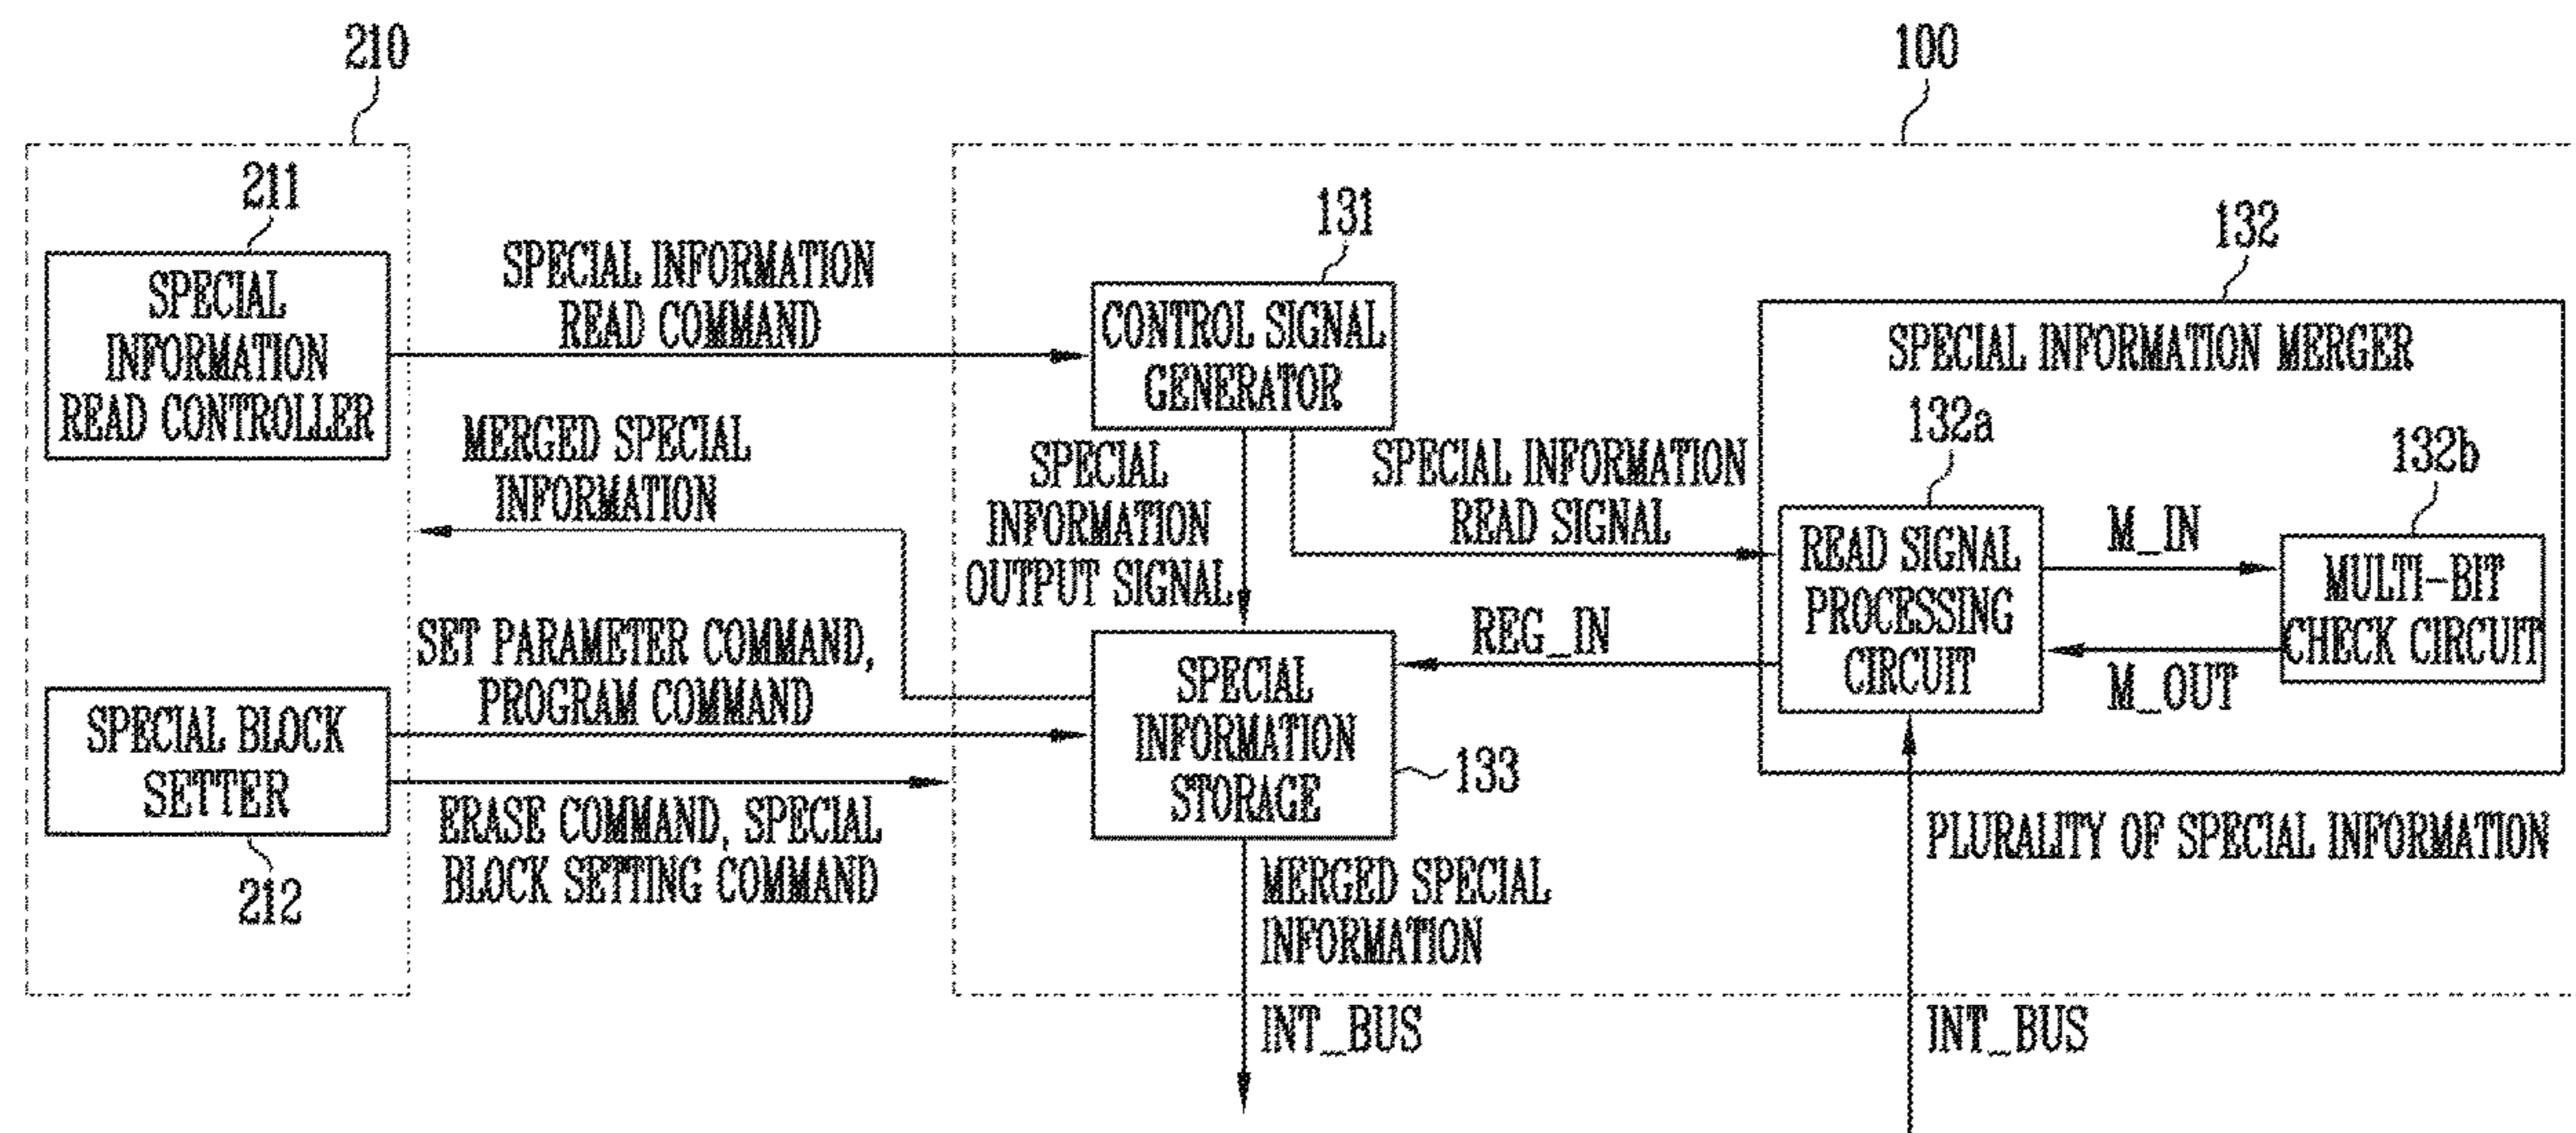 210
100
211
SPECIAL
INFORMATION
READ CONTROLLER
SPECIAL INFORMATION
READ COMMAND
131
CONTROL SIGNAL
GENERATOR
132
SPECIAL INFORMATION MERGER
MERGED SPECIAL
INFORMATION
SPECIAL
INFORMATION
OUTPUT SIGNAL
SPECIAL INFORMATION
READ SIGNAL
132a
READ SIGNAL
PROCESSING
CIRCUIT
M_IN
132b
MULTI-BIT
CHECK CIRCUIT
M_OUT
REG_IN
SET PARAMETER COMMAND,
PROGRAM COMMAND
SPECIAL BLOCK
SETTER
212
ERASE COMMAND, SPECIAL
BLOCK SETTING COMMAND
SPECIAL
INFORMATION
STORAGE
133
MERGED SPECIAL
INFORMATION
INT_BUS
PLURALITY OF SPECIAL INFORMATION
INT_BUS